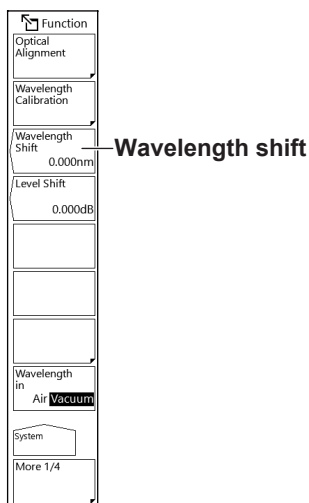 Function
Optical
Alignment
Wavelength
Calibration
Wavelength
Shift
0.000nm
Wavelength shift
Level Shift
0.000dB
Wavelength
in
Air Vacuum
System
More 1/4